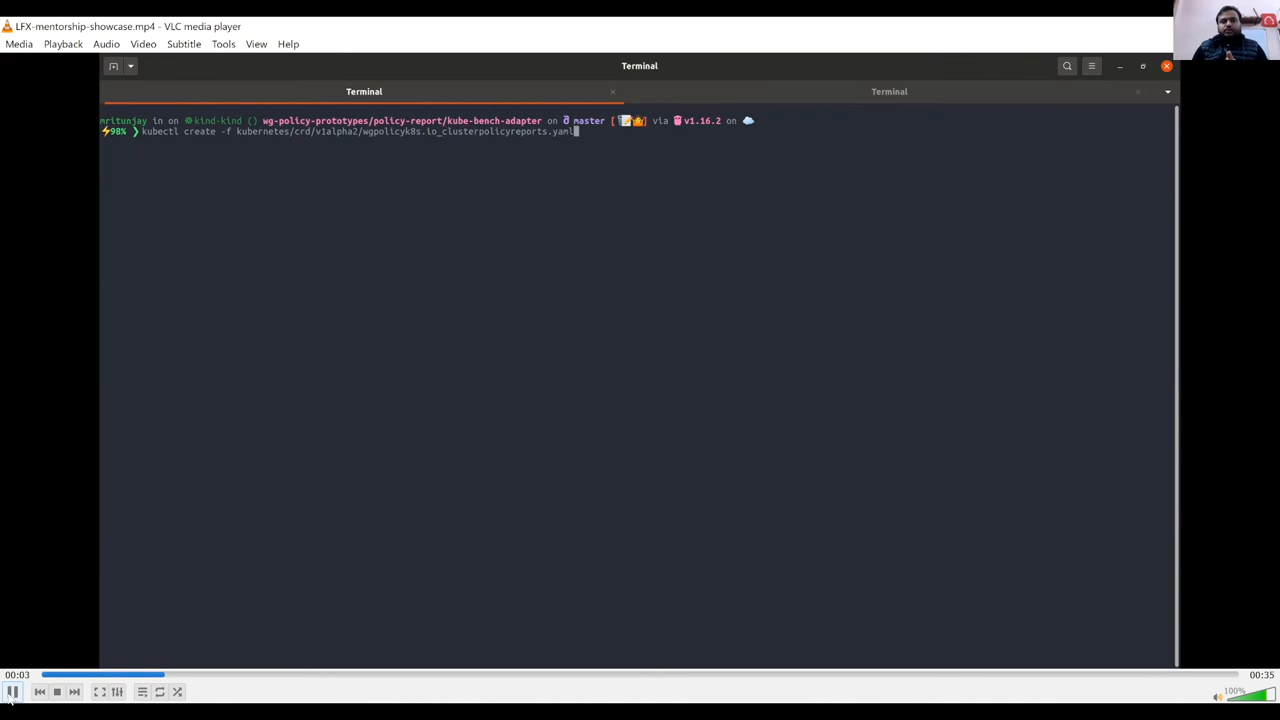 LFX-mentorship-showcase.mp4 - VLC media player
Media Playback Audio Video Subtitle Tools View Help
Terminal
Terminal Terminal
mritunjay in on kind-kind () wg-policy-prototypes/policy-report/kube-bench-adapter on master [] via v1.16.2 on
98% ❯ kubectl create -f kubernetes/crd/v1alpha2/wgpolicyk8s.io_clusterpolicyreports.yaml
00:03 00:35
100%